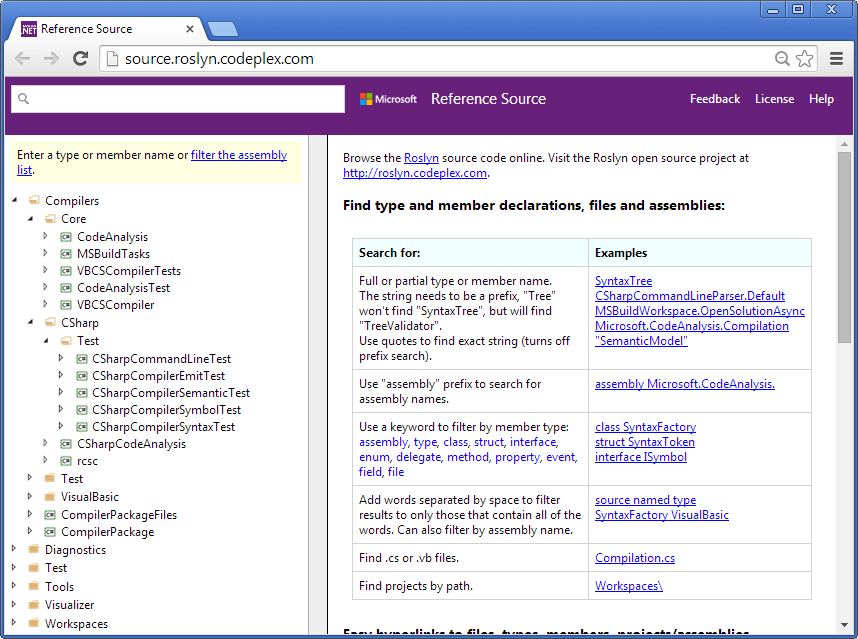 Reference Source
source.roslyn.codeplex.com
Microsoft Reference Source Feedback License Help
Enter a type or member name or filter the assembly
list.
Compilers
Core
CodeAnalysis
MSBuildTasks
VBCSCompilerTests
CodeAnalysisTest
VBCSCompiler
CSharp
Test
CSharpCommandLineTest
CSharpCompilerEmitTest
CSharpCompilerSemanticTest
CSharpCompilerSymbolTest
CSharpCompilerSyntaxTest
CSharpCodeAnalysis
rcsc
Test
VisualBasic
CompilerPackageFiles
CompilerPackage
Diagnostics
Test
Tools
Visualizer
Workspaces
Browse the Roslyn source code online. Visit the Roslyn open source project at
http://roslyn.codeplex.com.
Find type and member declarations, files and assemblies:
Search for: Examples
Full or partial type or member name.
The string needs to be a prefix, "Tree"
won't find "SyntaxTree", but will find
"TreeValidator".
Use quotes to find exact string (turns off
prefix search).
SyntaxTree
CSharpCommandLineParser.Default
MSBuildWorkspace.OpenSolutionAsync
Microsoft.CodeAnalysis.Compilation
"SemanticModel"
Use "assembly" prefix to search for
assembly names.
assembly Microsoft.CodeAnalysis.
Use a keyword to filter by member type:
assembly, type, class, struct, interface,
enum, delegate, method, property, event,
field, file
class SyntaxFactory
struct SyntaxToken
interface ISymbol
Add words separated by space to filter
results to only those that contain all of the
words. Can also filter by assembly name.
source named type
SyntaxFactory VisualBasic
Find .cs or .vb files.
Compilation.cs
Find projects by path.
Workspaces\
Easy hyperlinks to files, types, members, projects/assemblies